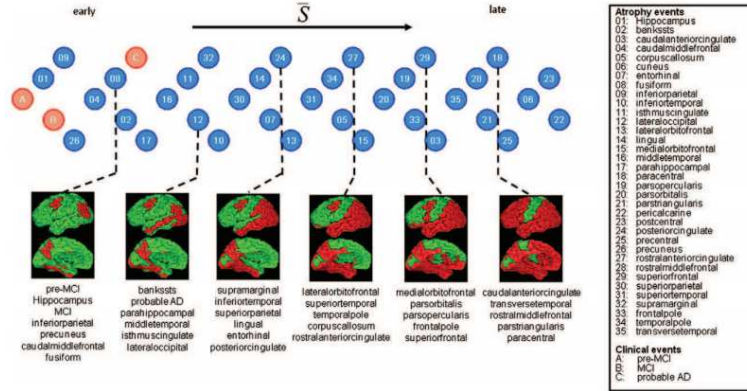 early S̄ late
09 C 32 24 27 29 18
01 08 11 14 34 19 28 23
A 04 16 30 31 20 35 06
B 02 12 07 05 33 21 22
26 17 10 13 15 03 25
pre-MCI
Hippocampus
MCI
inferiorparietal
precuneus
caudalmiddlefrontal
fusiform
bankssts
probable AD
parahippocampal
middletemporal
isthmuscingulate
lateraloccipital
supramarginal
inferiortemporal
superiorparietal
lingual
entorhinal
posteriorcingulate
lateralorbitofrontal
superiortemporal
temporalpole
corpuscallosum
rostralanteriorcingulate
medialorbitofrontal
parsorbitalis
parsopercularis
frontalpole
superiorfrontal
caudalanteriorcingulate
transversetemporal
rostralmiddlefrontal
parstriangularis
paracentral
Atrophy events
01: Hippocampus
02: bankssts
03: caudalanteriorcingulate
04: caudalmiddlefrontal
05: corpuscallosum
06: cuneus
07: entorhinal
08: fusiform
09: inferiorparietal
10: inferiortemporal
11: isthmuscingulate
12: lateraloccipital
13: lateralorbitofrontal
14: lingual
15: medialorbitofrontal
16: middletemporal
17: parahippocampal
18: paracentral
19: parsopercularis
20: parsorbitalis
21: parstriangularis
22: pericalcarine
23: postcentral
24: posteriorcingulate
25: precentral
26: precuneus
27: rostralanteriorcingulate
28: rostralmiddlefrontal
29: superiorfrontal
30: superiorparietal
31: superiortemporal
32: supramarginal
33: frontalpole
34: temporalpole
35: transversetemporal
Clinical events
A: pre-MCI
B: MCI
C: probable AD